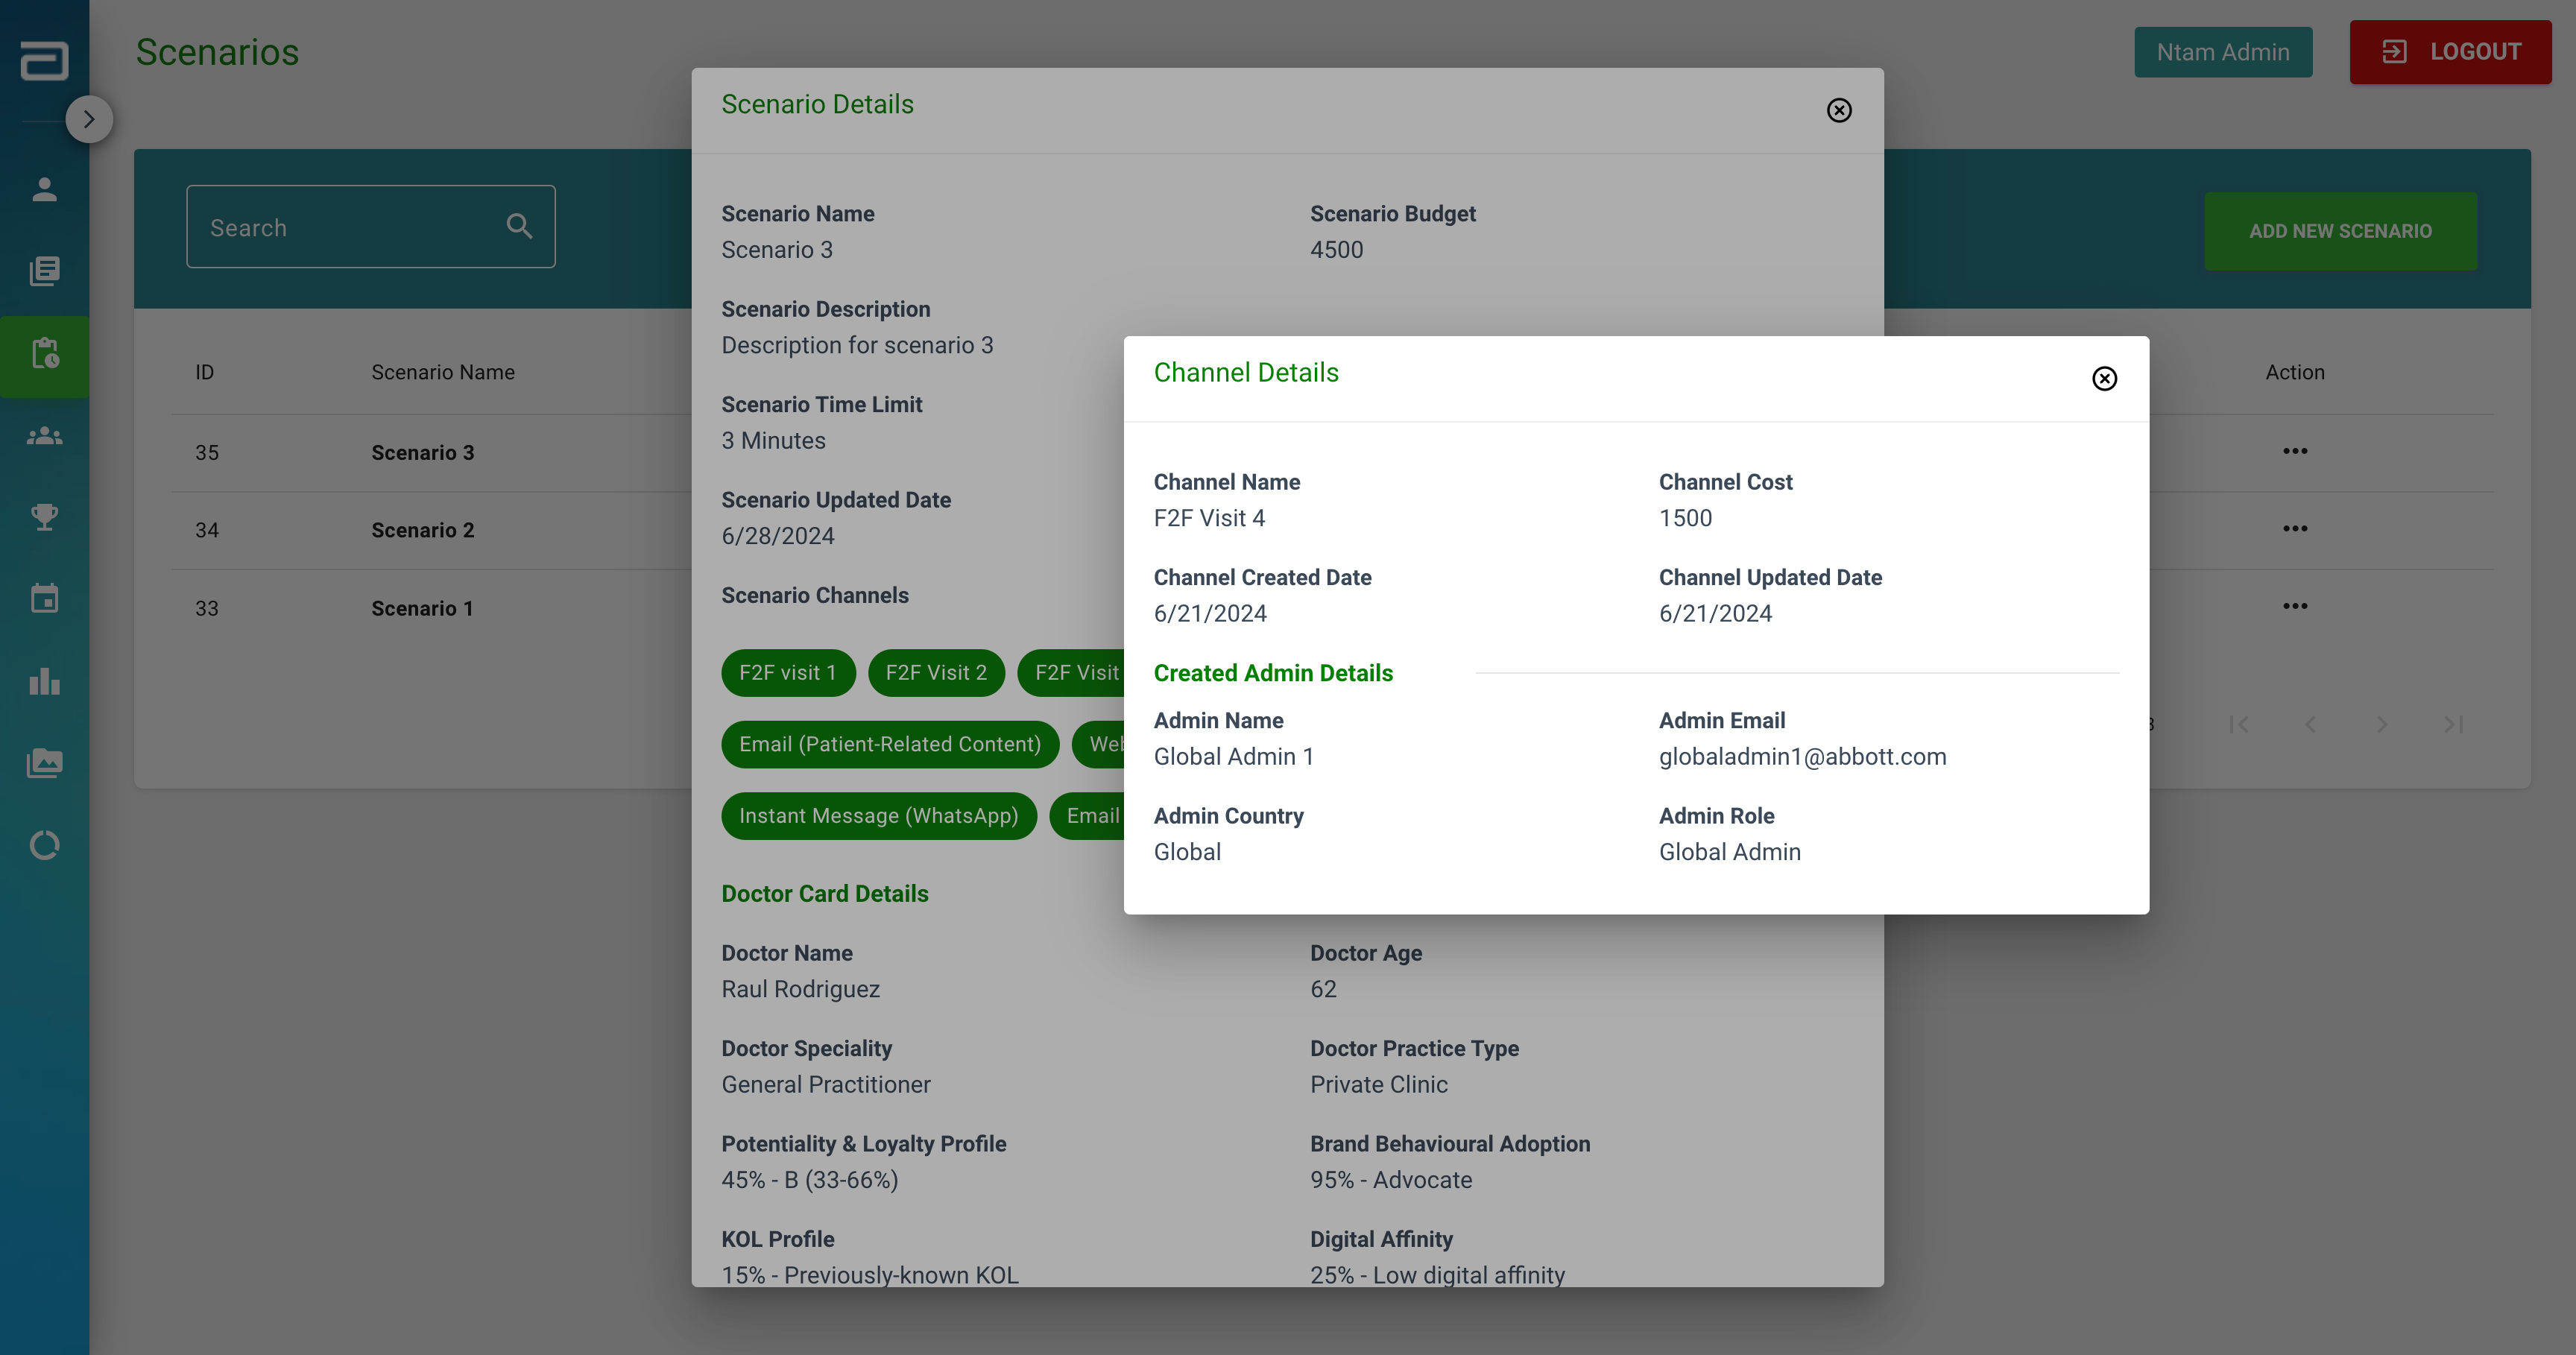 Scenarios
Ntam Admin
LOGOUT
Search
ADD NEW SCENARIO
ID
Scenario Name
Action
35
Scenario 3
34
Scenario 2
33
Scenario 1
Scenario Details
Scenario Name
Scenario Budget
Scenario 3
4500
Scenario Description
Description for scenario 3
Scenario Time Limit
3 Minutes
Scenario Updated Date
6/28/2024
Scenario Channels
F2F visit 1
F2F Visit 2
F2F Visit
Email (Patient-Related Content)
Instant Message (WhatsApp)
Email
Doctor Card Details
Doctor Name
Doctor Age
Raul Rodriguez
62
Doctor Speciality
Doctor Practice Type
General Practitioner
Private Clinic
Potentiality & Loyalty Profile
Brand Behavioural Adoption
45% - B (33-66%)
95% - Advocate
KOL Profile
Digital Affinity
15% - Previously-known KOL
25% - Low digital affinity
Channel Details
Channel Name
Channel Cost
F2F Visit 4
1500
Channel Created Date
Channel Updated Date
6/21/2024
6/21/2024
Created Admin Details
Admin Name
Admin Email
Global Admin 1
globaladmin1@abbott.com
Admin Country
Admin Role
Global
Global Admin